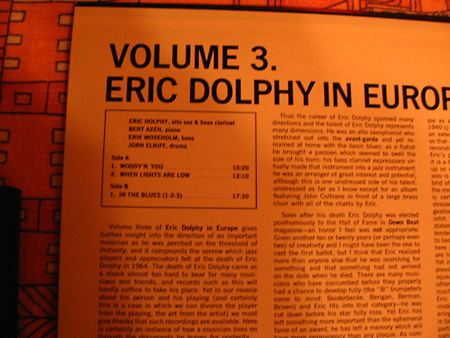 VOLUME 3.
ERIC DOLPHY IN EUROP
ERIC DOLPHY, alto sax & bass clarinet
BENT AXEN, piano
ERIK MOSEHOLM, bass
JORN ELNIFF, drums
Side A
1. WOODY'N YOU 10:20
2. WHEN LIGHTS ARE LOW 12:10
Side B
1. IN THE BLUES (1-2-3) 17:30
Volume three of Eric Dolphy in Europe gives
further insight into the direction of an important
musician as he was perched on the threshold of
maturity, and it compounds the sorrow which jazz
players and appreciators felt at the death of Eric
Dolphy in 1964. The death of Eric Dolphy came as
a shock almost too hard to bear for many musi-
cians and friends, and records such as this will
hardly suffice to take his place. Yet in our reverie
about his person and his playing (and certainly
this is a case in which we can divorce the player
from the playing, the art from the artist) we must
give thanks that such recordings are available. Here
is certainly an instance of how a musician lives on
through the documents he leaves for posterity.
Thus the career of Eric Dolphy spanned many
directions and the talent of Eric Dolphy represents
many dimensions. He was an alto saxophonist who
stretched out into the avant-garde and yet re-
mained at home with the basic blues; as a flutist
he brought a passion which seemed to swell the
size of his horn; his bass clarinet expressions vir-
tually made that instrument into a jazz instrument;
he was an arranger of great interest and potential,
although this is one unstressed side of his talent,
unstressed as far as I know except for an album
featuring John Coltrane in front of a large brass
choir with all of the charts by Eric.
Soon after his death Eric Dolphy was elected
posthumously to the Hall of Fame in Down Beat
magazine—an honor I feel was not appropriate.
Given another ten or twenty years (or perhaps even
two) of creativity and I might have been the one to
cast the first ballot, but I think that Eric realized
more than anyone else that he was searching for
something and that something had not arrived
on the date when he died. There are many musi-
cians who have succumbed before they properly
had a chance to develop fully (the "B" trumpeters
come to mind: Beiderbecke, Berigan, Berman,
Brown) and Eric fits into that category—he was
cut down before his star fully rose. Yet Eric has
left something more important than the ephemeral
fame of an award, he has left a memory which will
have more permanency than any plaque. As com-